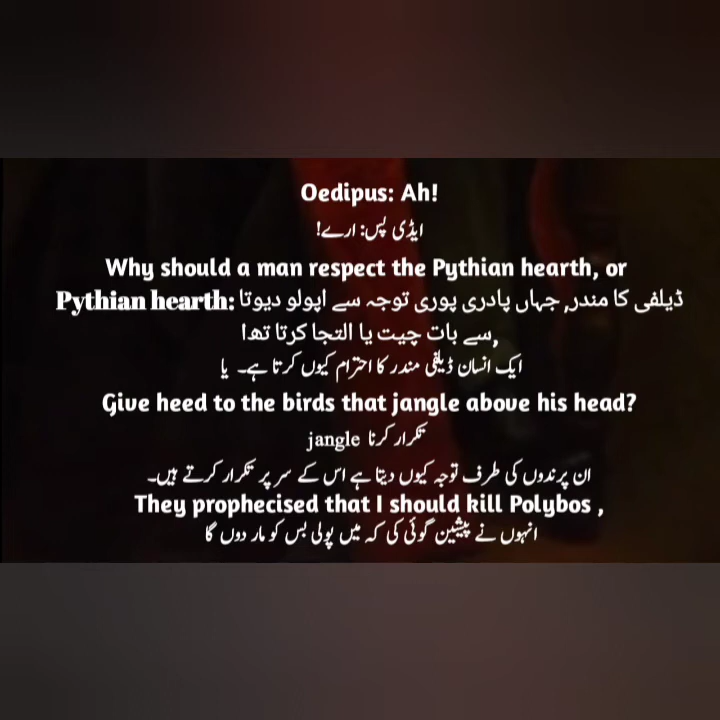 Oedipus: Ah!
ایڈی پس: ارے!
Why should a man respect the Pythian hearth, or
Pythian hearth: ڈیلفی کا مندر, جہاں پادری پوری توجہ سے اپولو دیوتا
سے بات چیت یا التجا کرتا تھا,
ایک انسان ڈیلفی مندر کا احترام کیوں کرتا ہے۔ یا
Give heed to the birds that jangle above his head?
jangle تکرار کرنا
ان پرندوں کی طرف توجہ کیوں دیتا ہے اس کے سر پر تکرار کرتے ہیں۔
They prophecised that I should kill Polybos ,
انہوں نے پیشین گوئی کی کہ میں پولی بس کو مار دوں گا